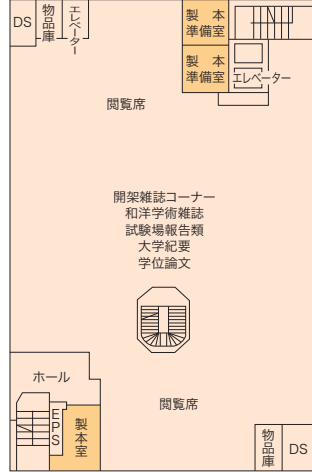 DS
物品庫
エレベーター
製 本
準備室
製 本
準備室
エレベーター
閲覧席
開架雑誌コーナー
和洋学術雑誌
試験場報告類
大学紀要
学位論文
ホール
EPS
製本室
閲覧席
物品庫
DS